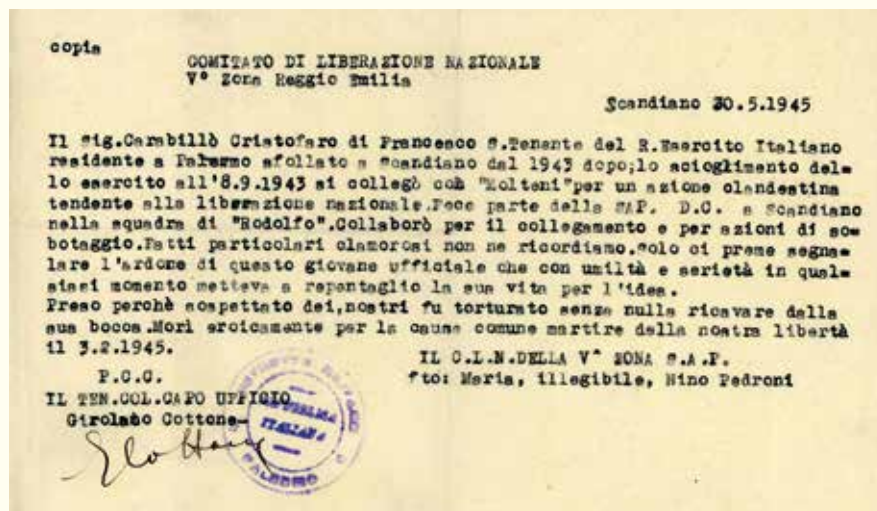 copia
COMITATO DI LIBERAZIONE NAZIONALE
V° Zona Reggio Emilia
Scandiano 30.5.1945
Il Sig.Carabillò Cristofaro di Francesco S.Tenente del R.Esercito Italiano
residente a Palermo sfollato a Scandiano dal 1943 dopo;lo scioglimento del=
lo esercito all'8.9.1943 si collegò con "Molteni"per un azione clandestina
tendente alla liberazione nazionale.Fece parte della SAP. D.C. a Scandiano
nella squadra di "Rodolfo".Collaborò per il collegamento e per azioni di sa=
botaggio.Fatti particolari clamorosi non ne ricordiamo.solo ci preme segna=
lare l'ardone di questo giovane ufficiale che con umiltà e serietà in qual=
siasi momento metteva a repentaglio la sua vita per l'idea.
Preso perchè sospettato dei,nostri fu torturato senza nulla ricavare dalla
sua bocca.Morì eroicamente per la causa comune martire della nostra libertà
il 3.2.1945.
IL C.L.N.DELLA V^ ZONA S.A.P.
P.C.C.
fto: Maria, illegibile, Nino Pedroni
IL TEN.COL.CAPO UFFICIO
Girolamo Cottone
REPUBBLICA
ITALIANA
PALERMO